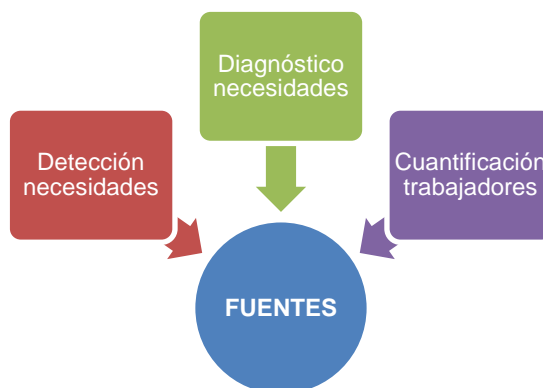 Diagnóstico
necesidades
Detección
necesidades
Cuantificación
trabajadores
FUENTES